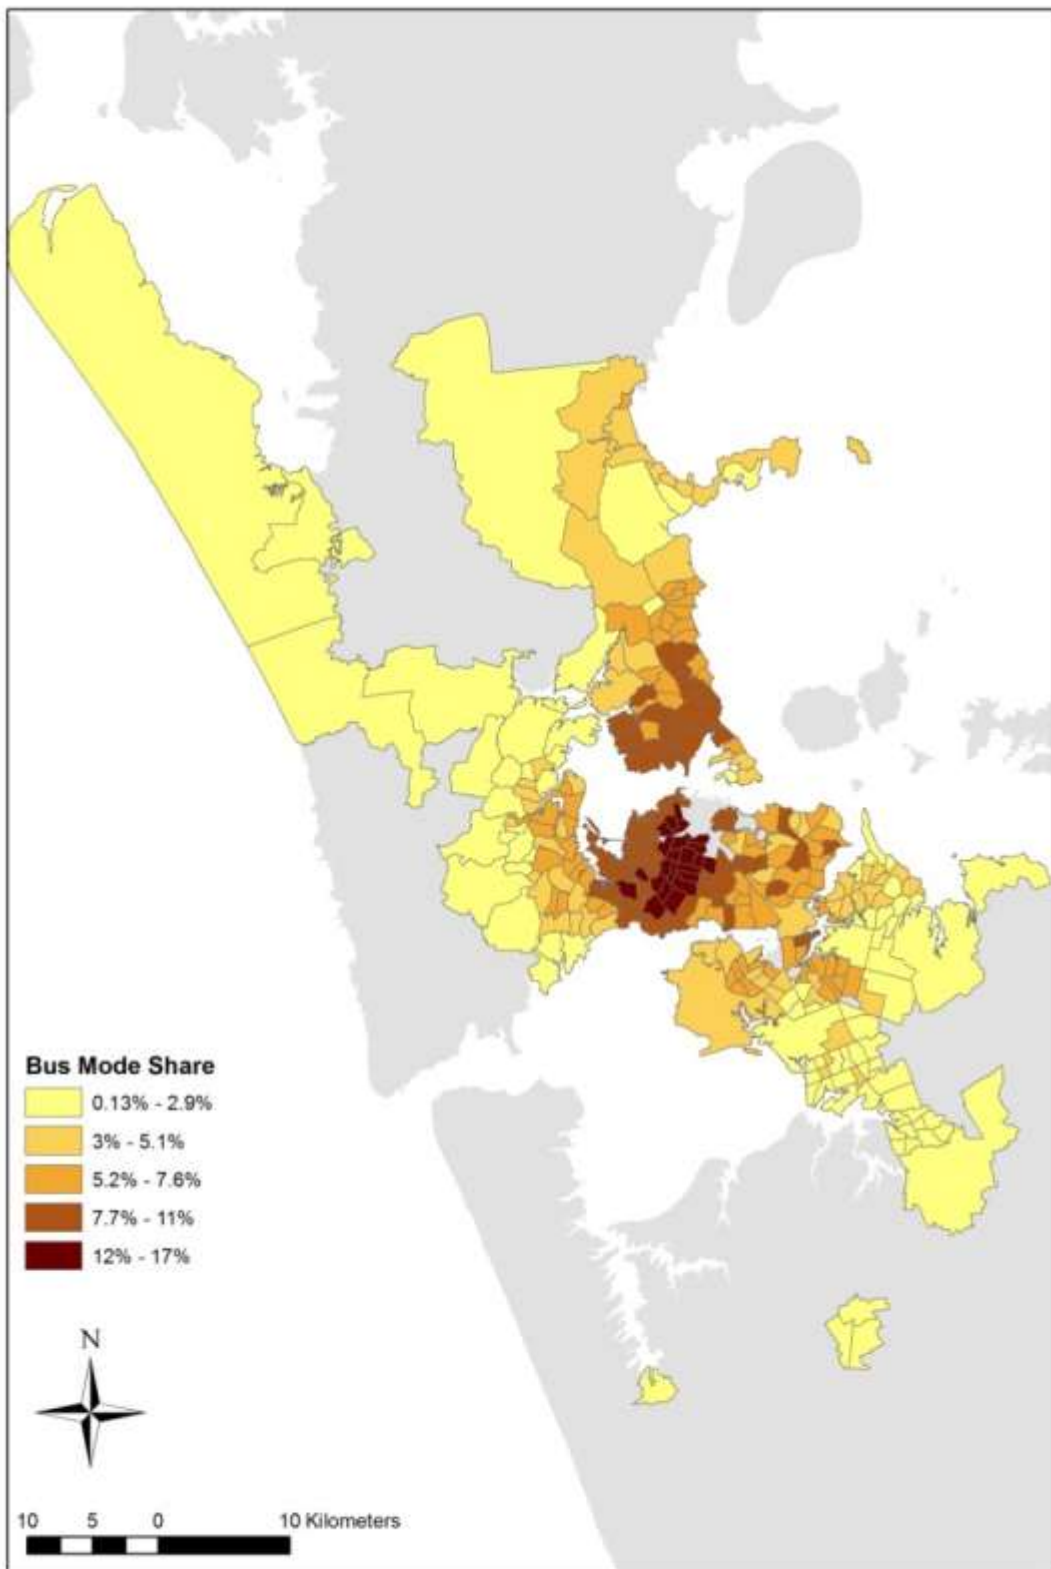 Bus Mode Share
0.13% - 2.9%
3% - 5.1%
5.2% - 7.6%
7.7% - 11%
12% - 17%
N
10 5 0 10 Kilometers